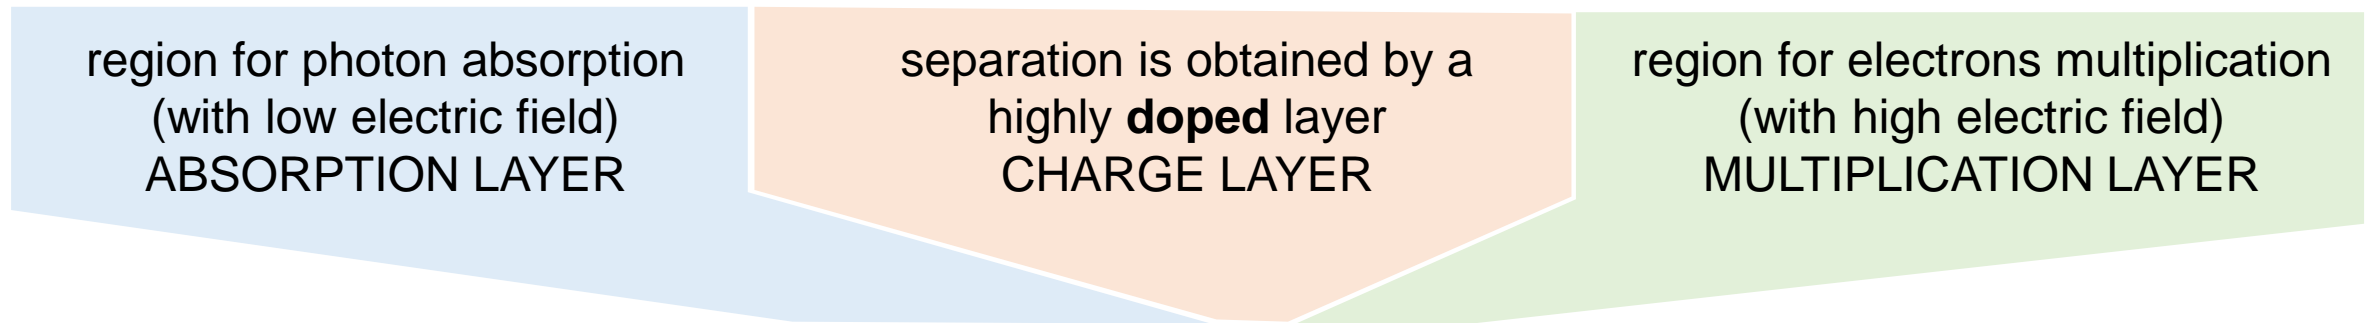 region for photon absorption
(with low electric field)
ABSORPTION LAYER
separation is obtained by a
highly doped layer
CHARGE LAYER
region for electrons multiplication
(with high electric field)
MULTIPLICATION LAYER